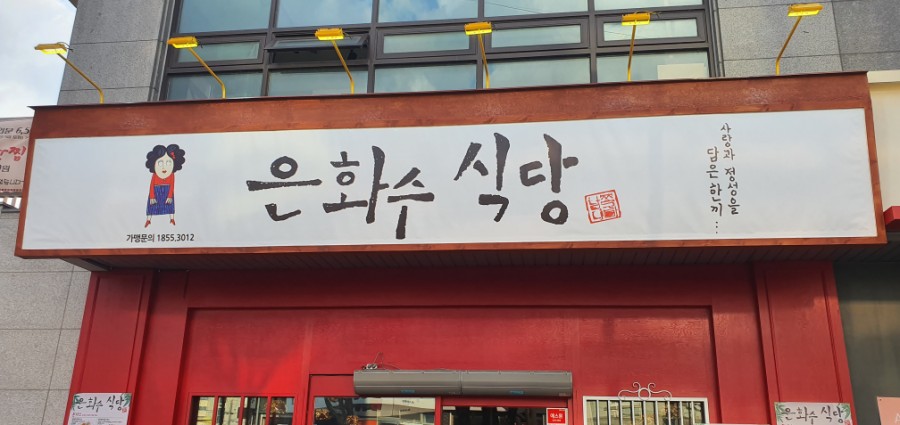 은화수 식당
사랑과 정성을
담은한끼...
가맹문의 1855.3012
은화수 식당
은화수 식당